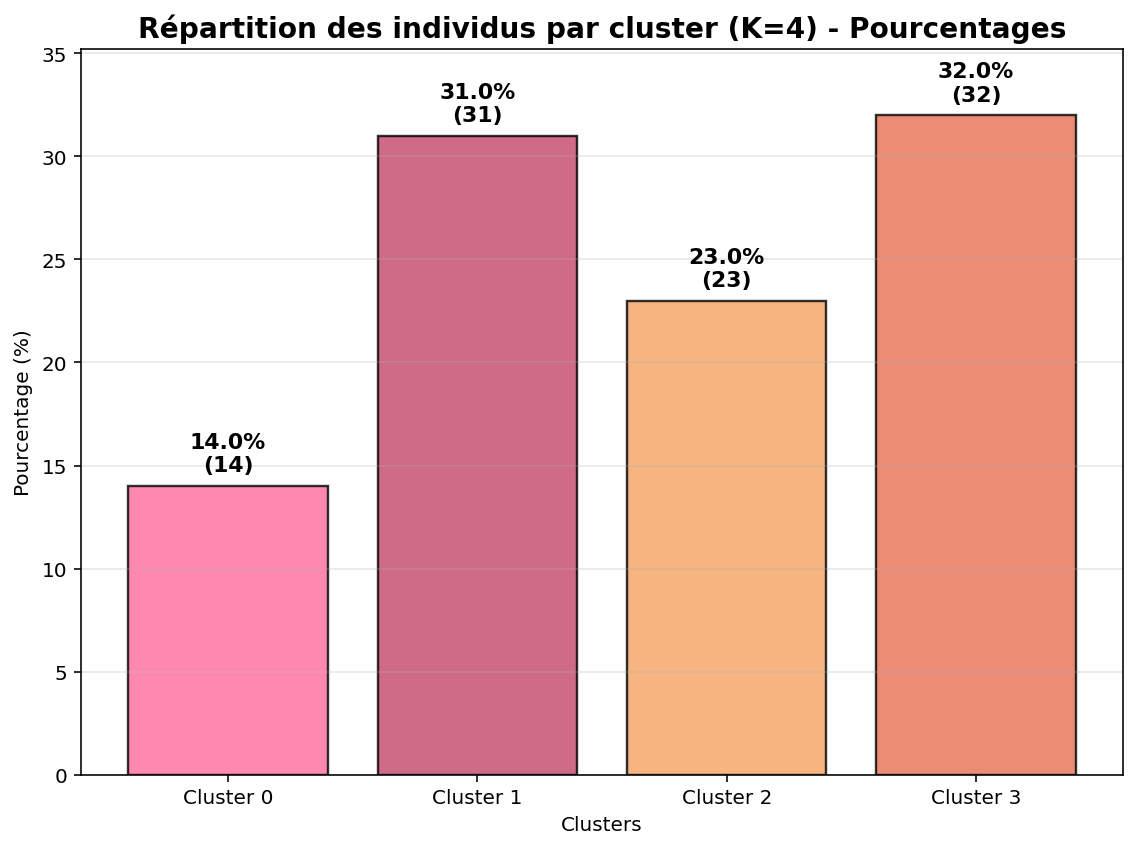 Répartition des individus par cluster (K=4) - Pourcentages
35
30
25
20
15
10
5
0
Pourcentage (%)
14.0%
(14)
31.0%
(31)
23.0%
(23)
32.0%
(32)
Cluster 0
Cluster 1
Cluster 2
Cluster 3
Clusters